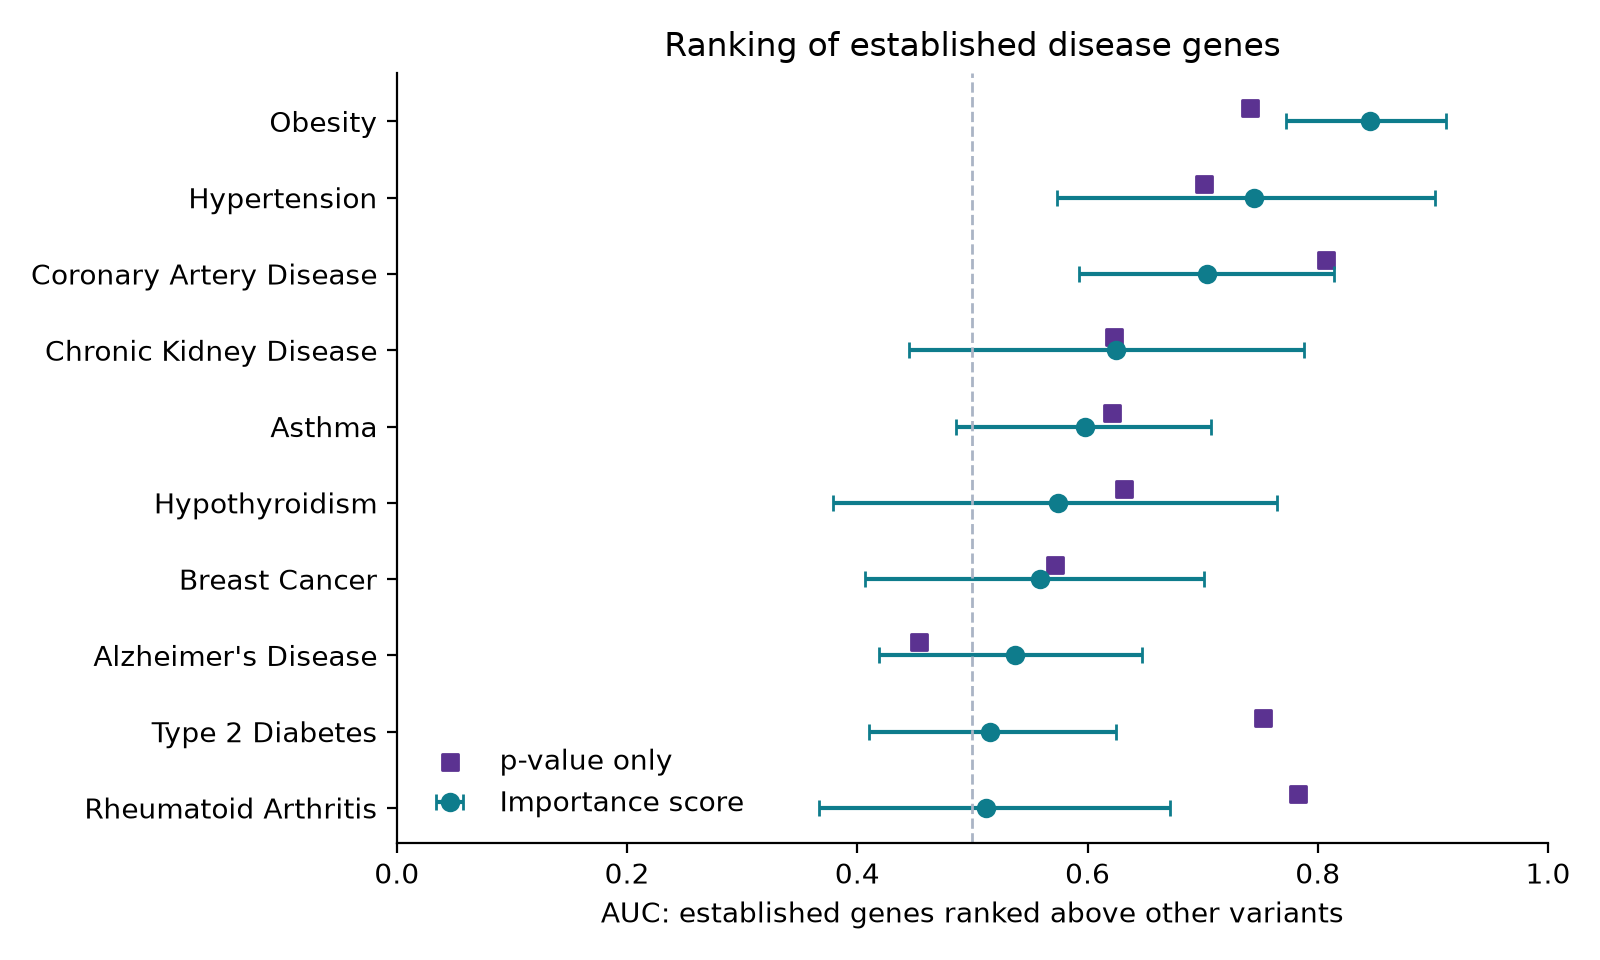 Ranking of established disease genes
Obesity
Hypertension
Coronary Artery Disease
Chronic Kidney Disease
Asthma
Hypothyroidism
Breast Cancer
Alzheimer's Disease
Type 2 Diabetes
Rheumatoid Arthritis
p-value only
Importance score
0.0 0.2 0.4 0.6 0.8 1.0
AUC: established genes ranked above other variants